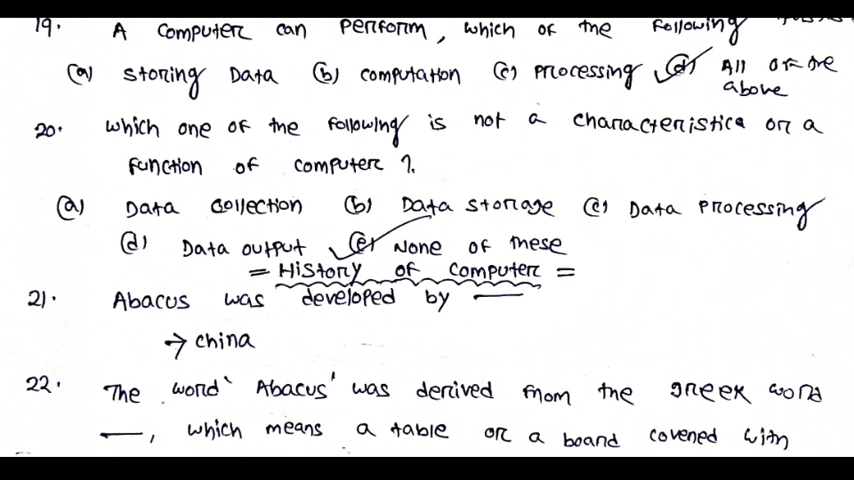 19. A computer can perform, which of the following
(a) storing Data (b) computation (c) processing (d) All of the
above
20. which one of the following is not a characteristics or a
function of computer ?
(a) Data collection (b) Data storage (c) Data processing
(d) Data output (e) None of these
= History of computer =
21. Abacus was developed by —
→ china
22. The word 'Abacus' was derived from the greek word
—, which means a table or a board covered with